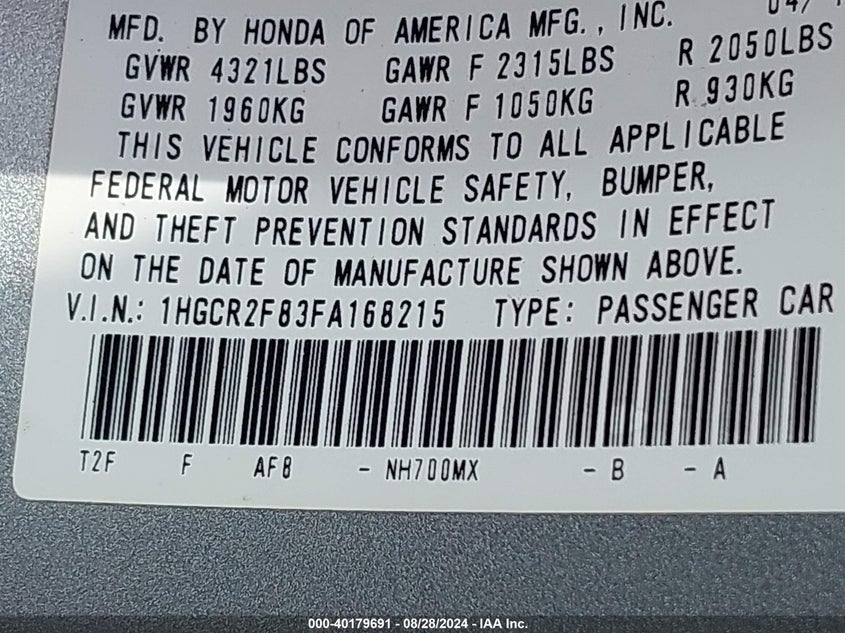 MFD. BY HONDA OF AMERICA MFG., INC. 04/
GVWR 4321LBS GAWR F 2315LBS R 2050LBS
GVWR 1960KG GAWR F 1050KG R 930KG
THIS VEHICLE CONFORMS TO ALL APPLICABLE
FEDERAL MOTOR VEHICLE SAFETY, BUMPER,
AND THEFT PREVENTION STANDARDS IN EFFECT
ON THE DATE OF MANUFACTURE SHOWN ABOVE.
V.I.N.: 1HGCR2F83FA168215 TYPE: PASSENGER CAR
T2F F AF8 - NH700MX - B - A
000-40179691 - 08/28/2024 - IAA Inc.